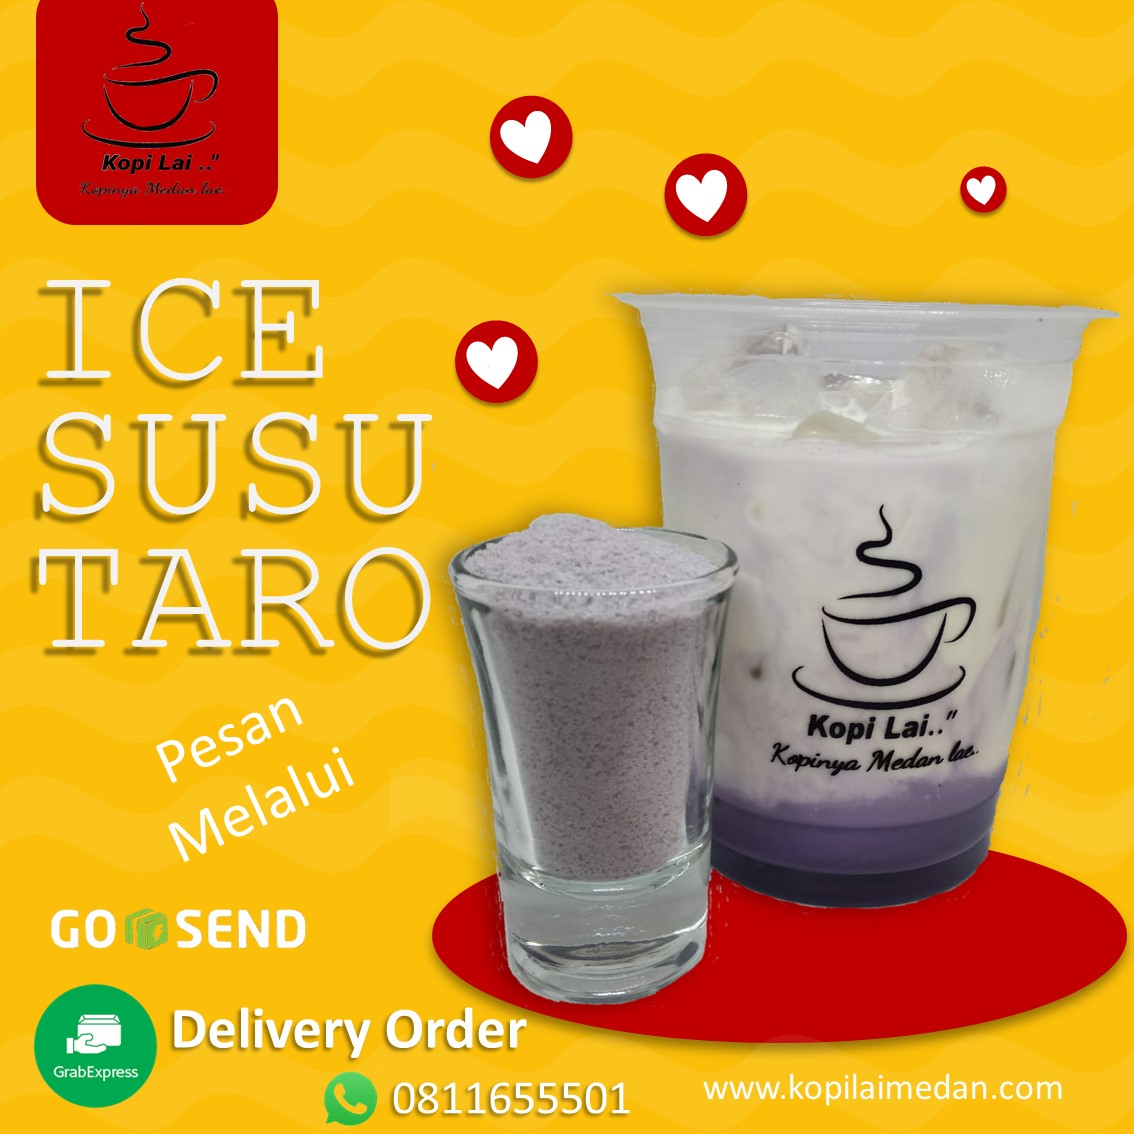 Kopi Lai .."
Kopinya Medan lae..
ICE
SUSU
TARO
Kopi Lai.."
Kopinya Medan lae..
Pesan
Melalui
GO SEND
GrabExpress
Delivery Order
0811655501
www.kopilaimedan.com